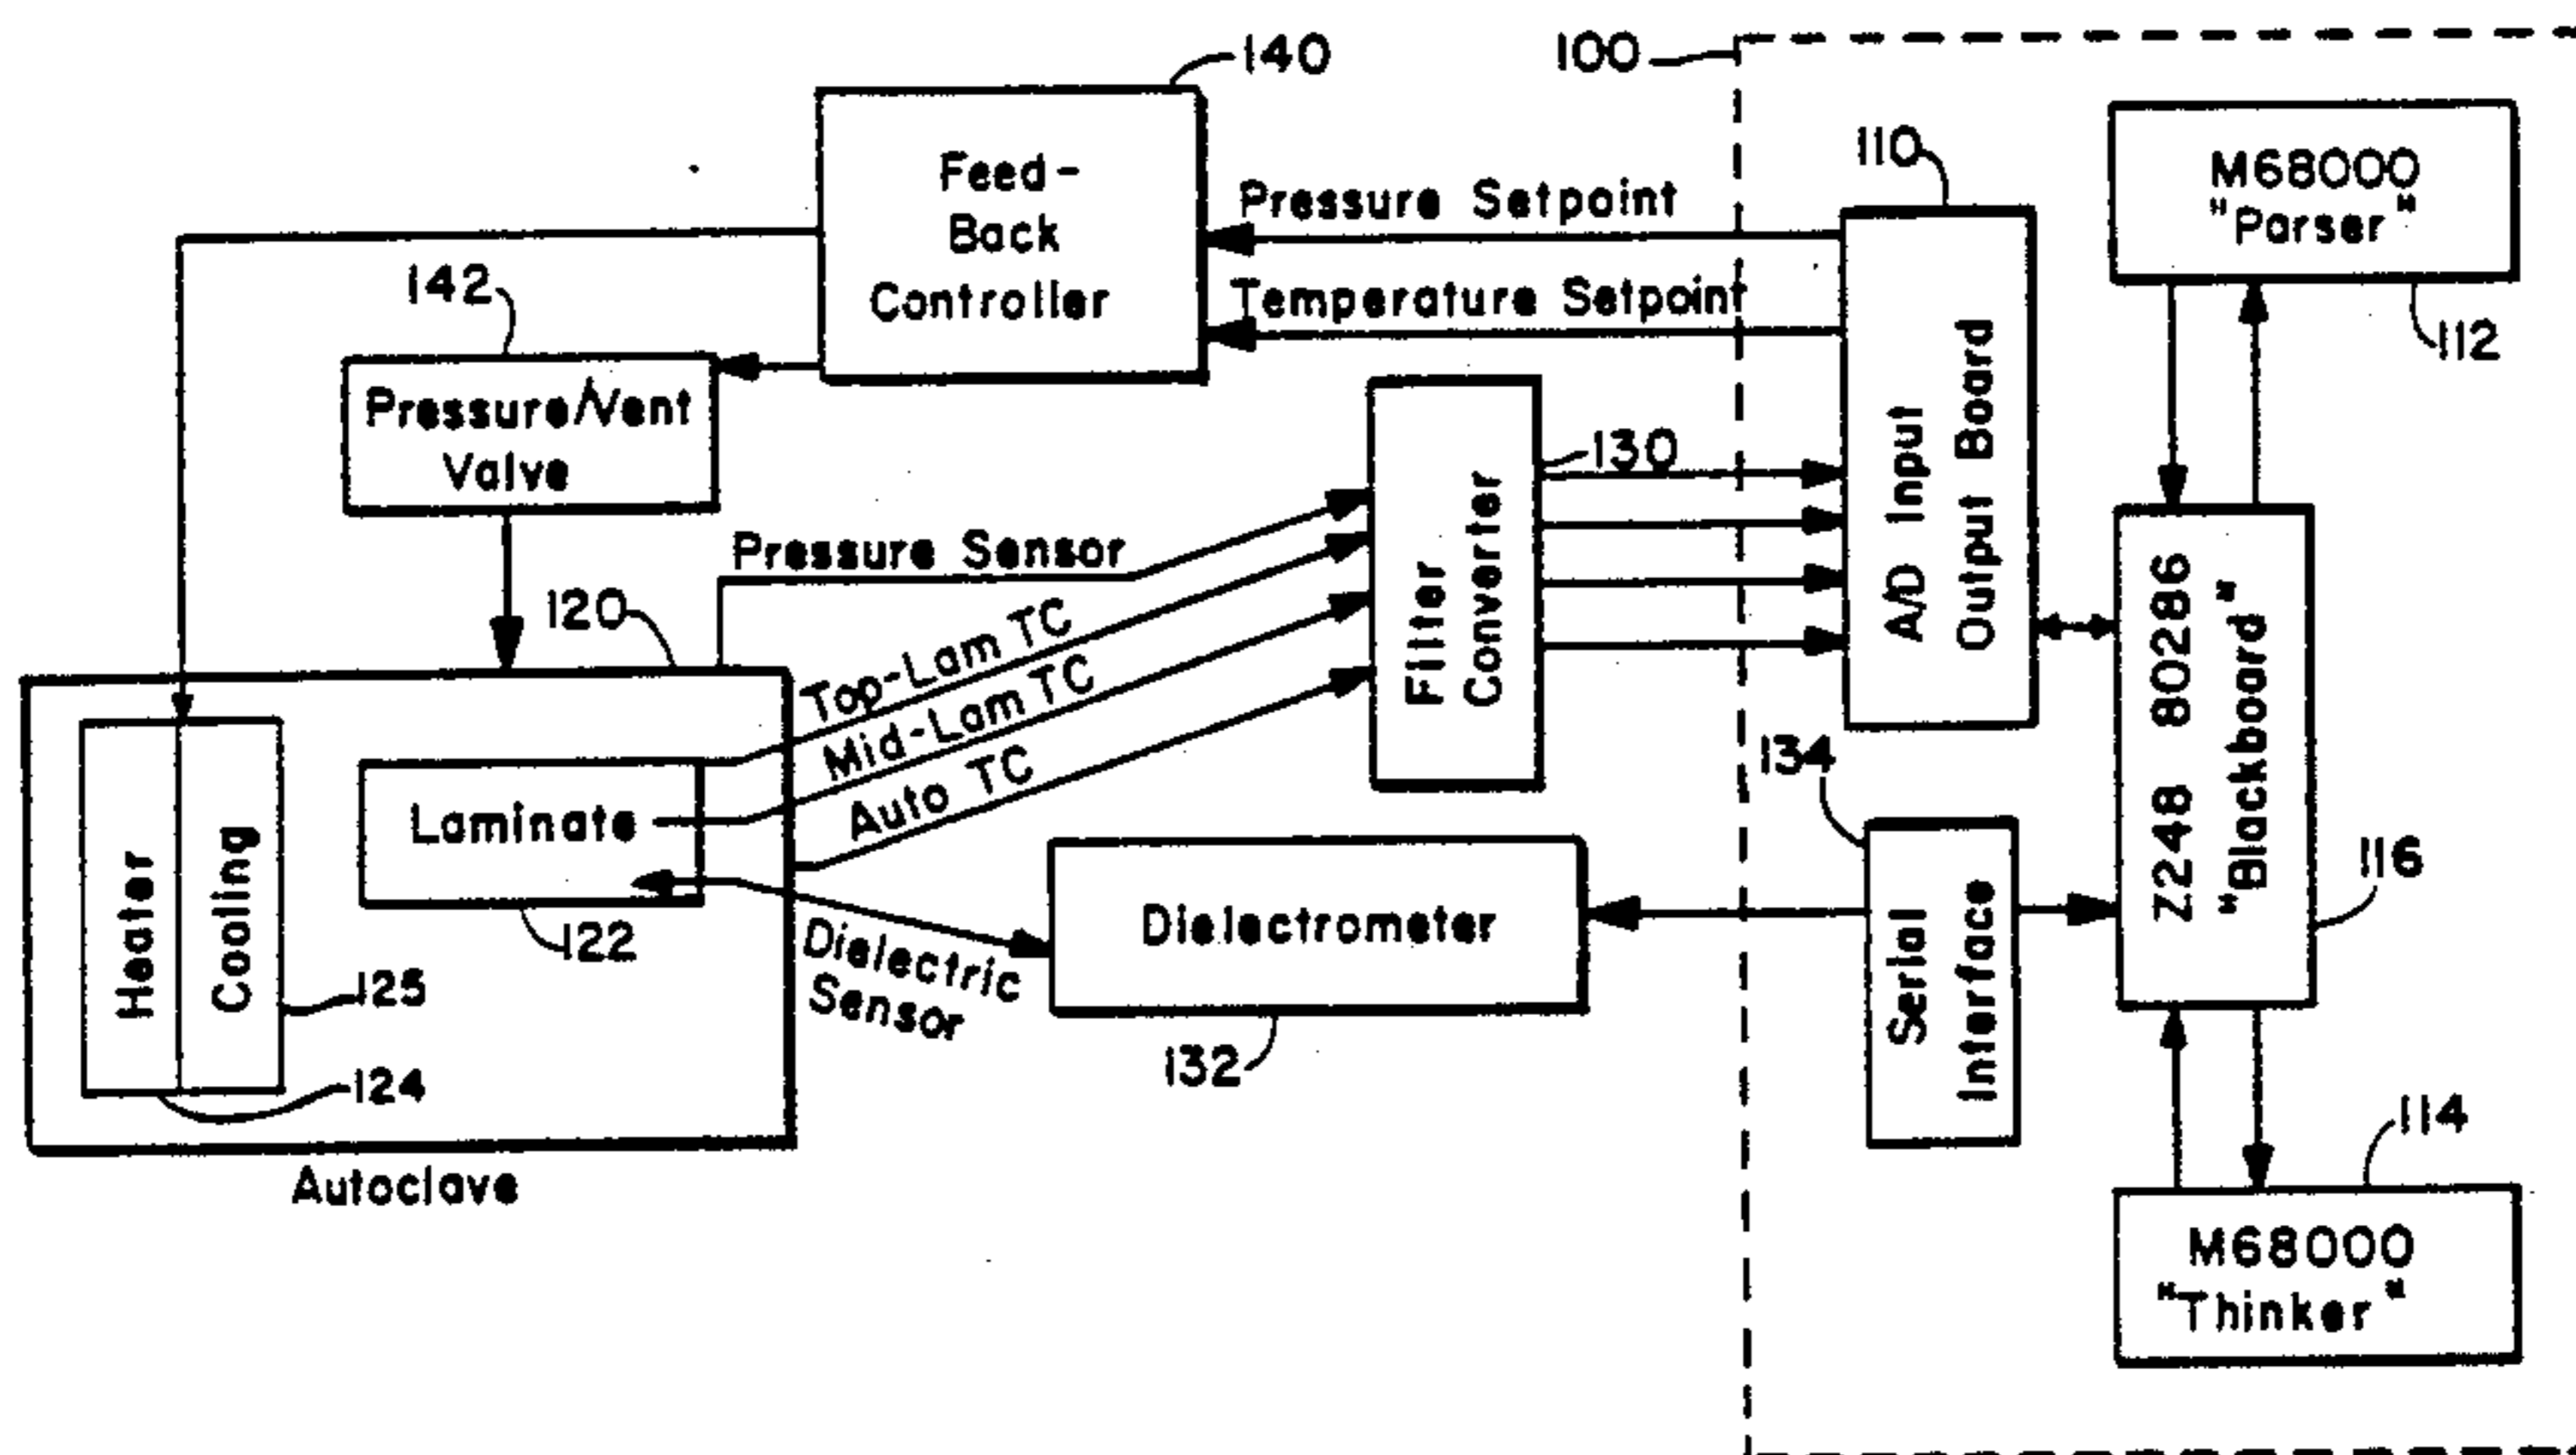 140
100
Feed-
Back
Controller
Pressure Setpoint
Temperature Setpoint
110
A/D Input
Output Board
M68000
"Parser"
112
142
Pressure/Vent
Valve
130
Filter
Converter
Pressure Sensor
120
Top-Lam TC
Mid-Lam TC
Auto TC
Laminate
122
Heater
Cooling
125
124
Autoclave
Dielectric
Sensor
Dielectrometer
132
134
Serial
Interface
Z248 80286
"Blackboard"
116
114
M68000
"Thinker"